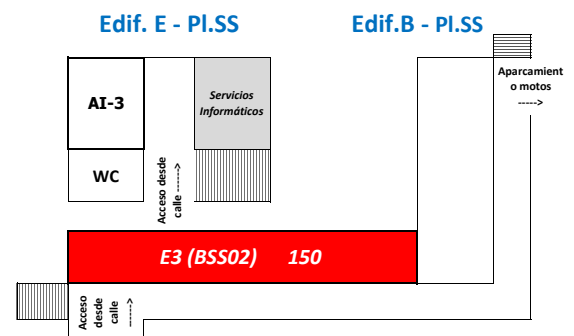 Edif. E - Pl.SS
Edif.B - Pl.SS
Aparcamient
o motos
----->
AI-3
Servicios
Informáticos
WC
Acceso desde
calle ----->
E3 (BSS02) 150
Acceso
desde
calle
----->